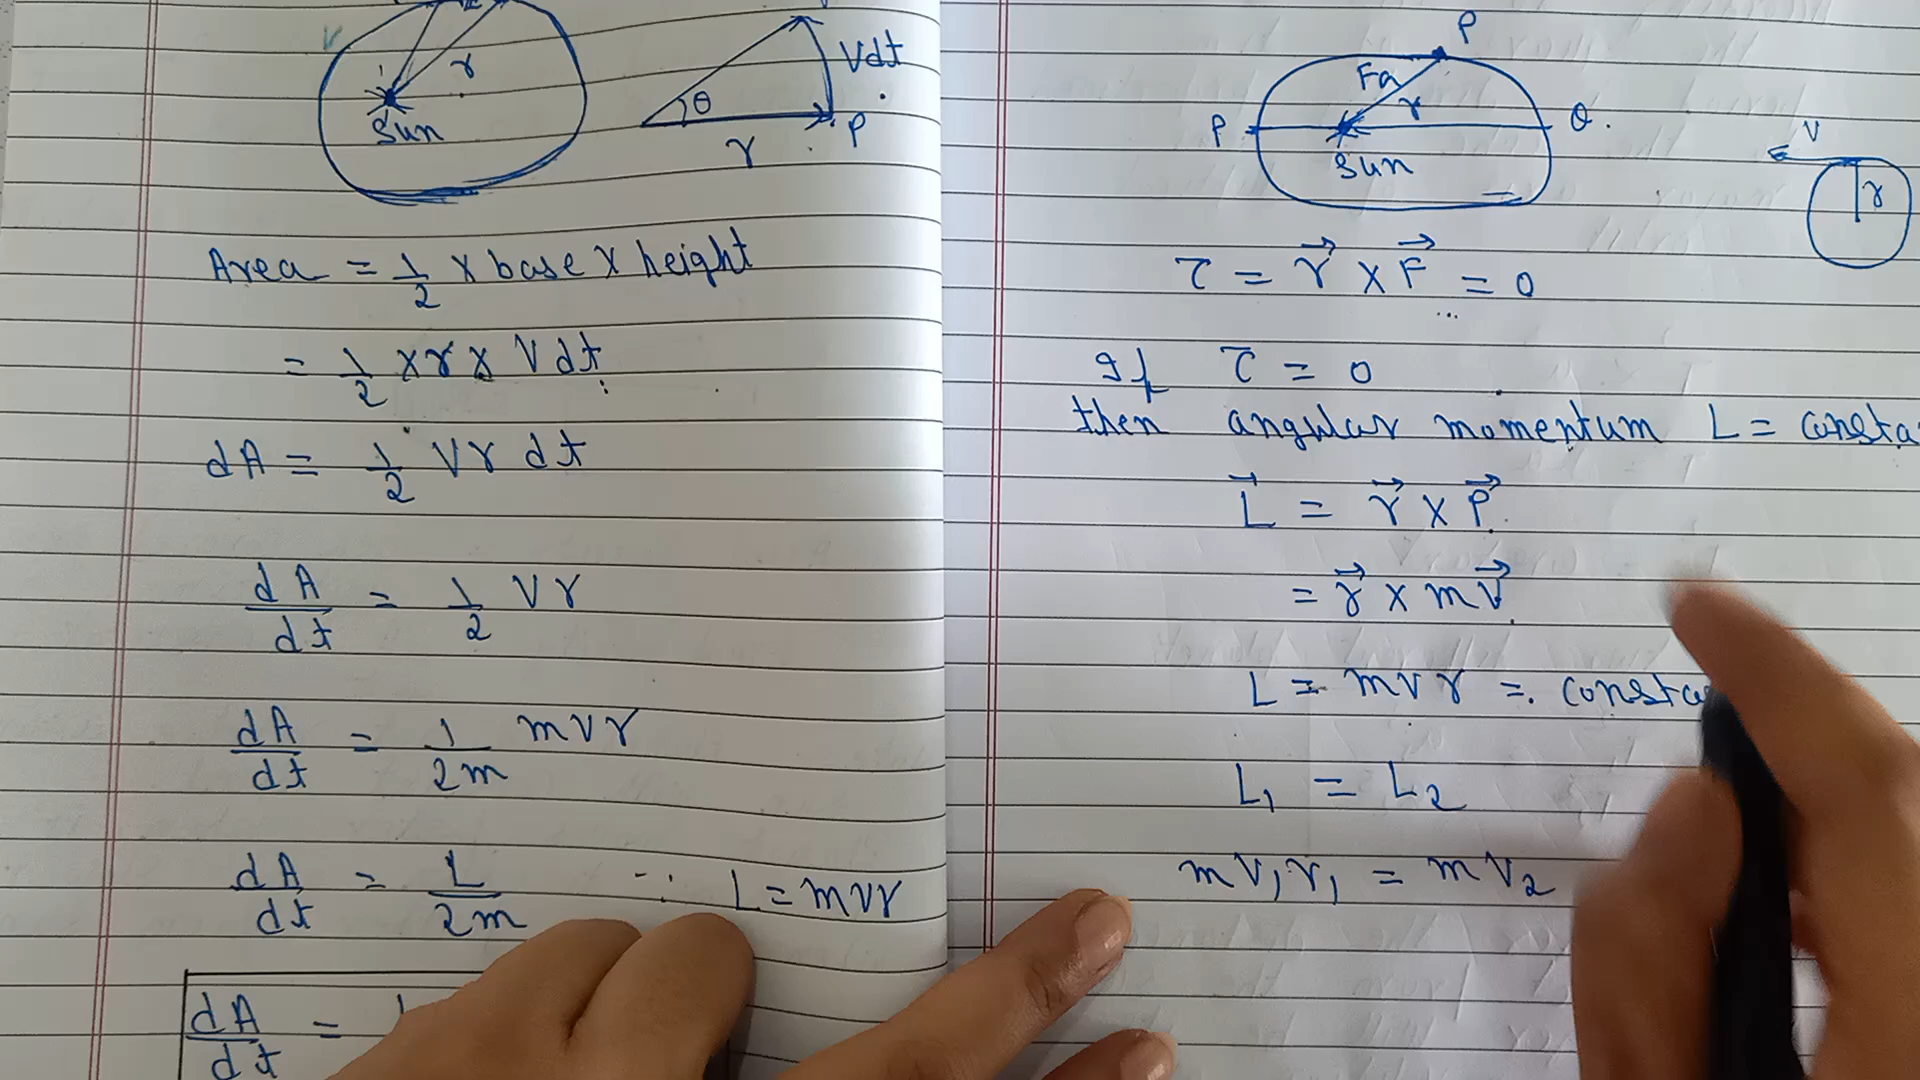 r
Sun
θ
Vdt
P
r
Area = 1/2 x base x height
= 1/2 x r x Vdt
dA = 1/2 Vr dt
dA/dt = 1/2 Vr
dA/dt = 1/2m mvr
dA/dt = L/2m ∵ L = mvr
dA/dt =
P
Fa
r
P
Sun
V
r
τ = r⃗ x F⃗ = 0
If τ = 0
then angular momentum L = consta
L⃗ = r⃗ x P⃗
= r⃗ x mV⃗
L = mvr = consta
L₁ = L₂
mV₁r₁ = mV₂